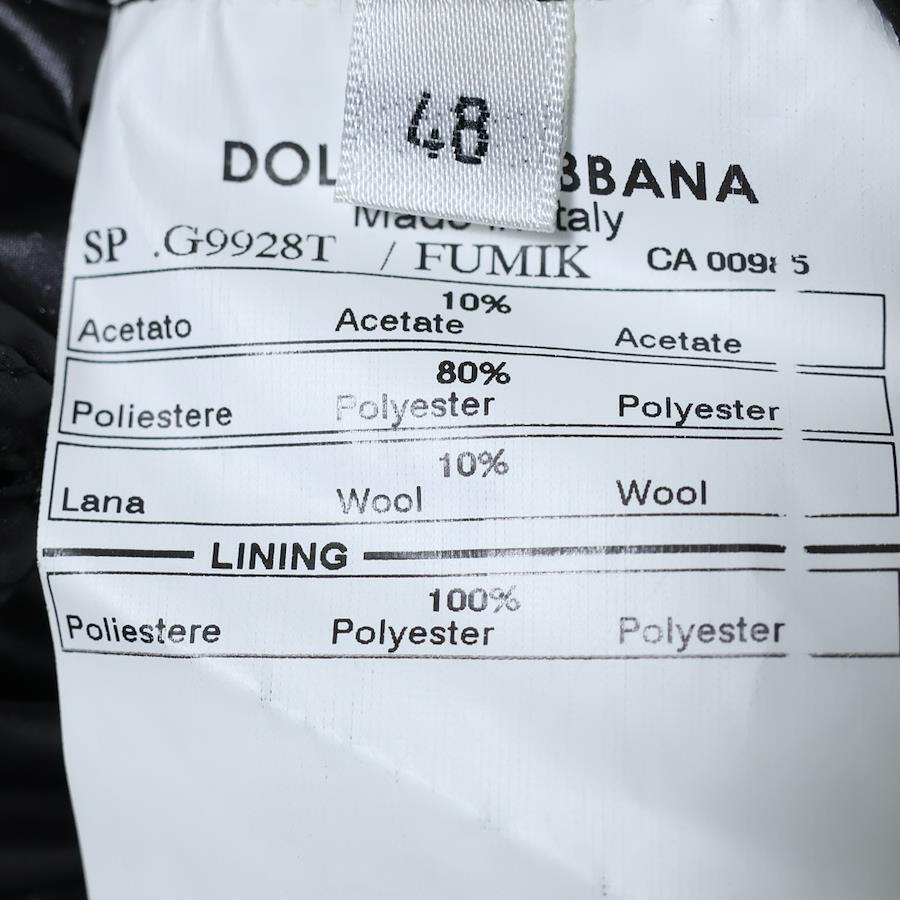 48
DOL BBANA
Made in Italy
SP .G9928T / FUMIK CA 009
10%
Acetato Acetate Acetate
80%
Poliestere Polyester Polyester
10%
Lana Wool Wool
LINING
100%
Poliestere Polyester Polyester